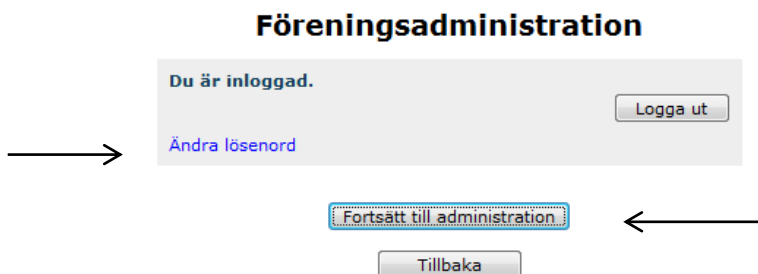 Föreningsadministration
Du är inloggad.
Logga ut
Ändra lösenord
Fortsätt till administration
Tillbaka